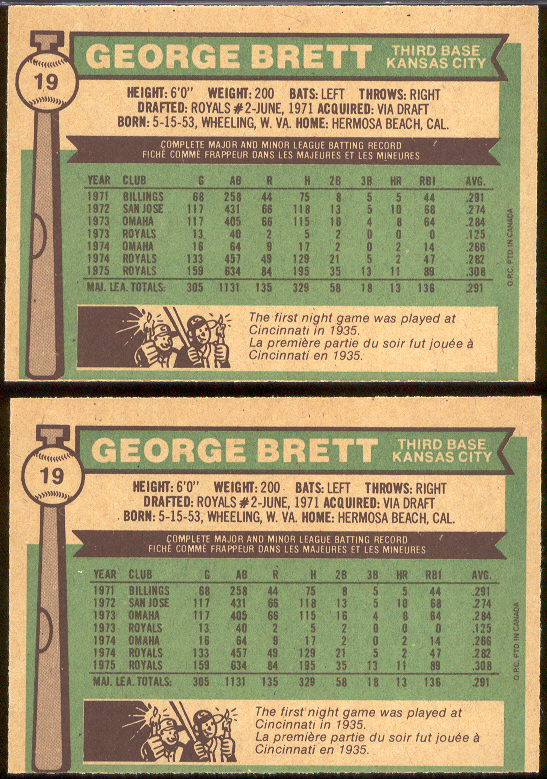 19
GEORGE BRETT
THIRD BASE
KANSAS CITY
HEIGHT: 6'0" WEIGHT: 200 BATS: LEFT THROWS: RIGHT
DRAFTED: ROYALS #2-JUNE, 1971 ACQUIRED: VIA DRAFT
BORN: 5-15-53, WHEELING, W. VA. HOME: HERMOSA BEACH, CAL.
COMPLETE MAJOR AND MINOR LEAGUE BATTING RECORD
FICHÉ COMME FRAPPEUR DANS LES MAJEURES ET LES MINEURES
YEAR CLUB G AB R H 2B 3B HR RBI AVG.
1971 BILLINGS 68 258 44 75 8 5 5 44 .291
1972 SAN JOSE 117 431 66 118 13 5 10 68 .274
1973 OMAHA 117 405 66 115 16 4 8 64 .284
1973 ROYALS 13 40 2 5 2 0 0 0 .125
1974 OMAHA 16 64 9 17 2 0 2 14 .266
1974 ROYALS 133 457 49 129 21 5 2 47 .282
1975 ROYALS 159 634 84 195 35 13 11 89 .308
MAJ. LEA. TOTALS: 305 1131 135 329 58 18 13 136 .291
O.P.C. PTD. IN CANADA
The first night game was played at
Cincinnati in 1935.
La première partie du soir fut jouée à
Cincinnati en 1935.
19
GEORGE BRETT
THIRD BASE
KANSAS CITY
HEIGHT: 6'0" WEIGHT: 200 BATS: LEFT THROWS: RIGHT
DRAFTED: ROYALS #2-JUNE, 1971 ACQUIRED: VIA DRAFT
BORN: 5-15-53, WHEELING, W. VA. HOME: HERMOSA BEACH, CAL.
COMPLETE MAJOR AND MINOR LEAGUE BATTING RECORD
FICHÉ COMME FRAPPEUR DANS LES MAJEURES ET LES MINEURES
YEAR CLUB G AB R H 2B 3B HR RBI AVG.
1971 BILLINGS 68 258 44 75 8 5 5 44 .291
1972 SAN JOSE 117 431 66 118 13 5 10 68 .274
1973 OMAHA 117 405 66 115 16 4 8 64 .284
1973 ROYALS 13 40 2 5 2 0 0 0 .125
1974 OMAHA 16 64 9 17 2 0 2 14 .266
1974 ROYALS 133 457 49 129 21 5 2 47 .282
1975 ROYALS 159 634 84 195 35 13 11 89 .308
MAJ. LEA. TOTALS: 305 1131 135 329 58 18 13 136 .291
O.P.C. PTD. IN CANADA
The first night game was played at
Cincinnati in 1935.
La première partie du soir fut jouée à
Cincinnati en 1935.